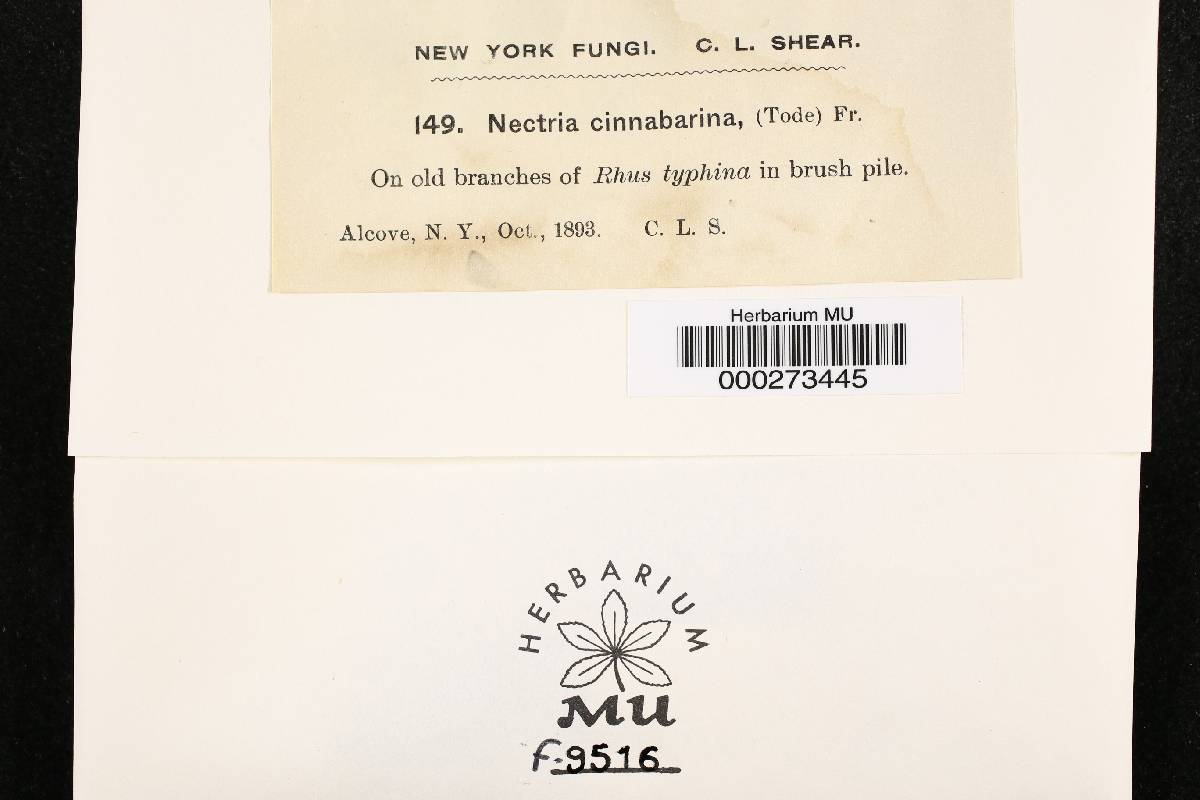 NEW YORK FUNGI. C. L. SHEAR.
149. Nectria cinnabarina, (Tode) Fr.
On old branches of Rhus typhina in brush pile.
Alcove, N. Y., Oct., 1893. C. L. S.
Herbarium MU
000273445
HERBARIUM
MU
F-9516